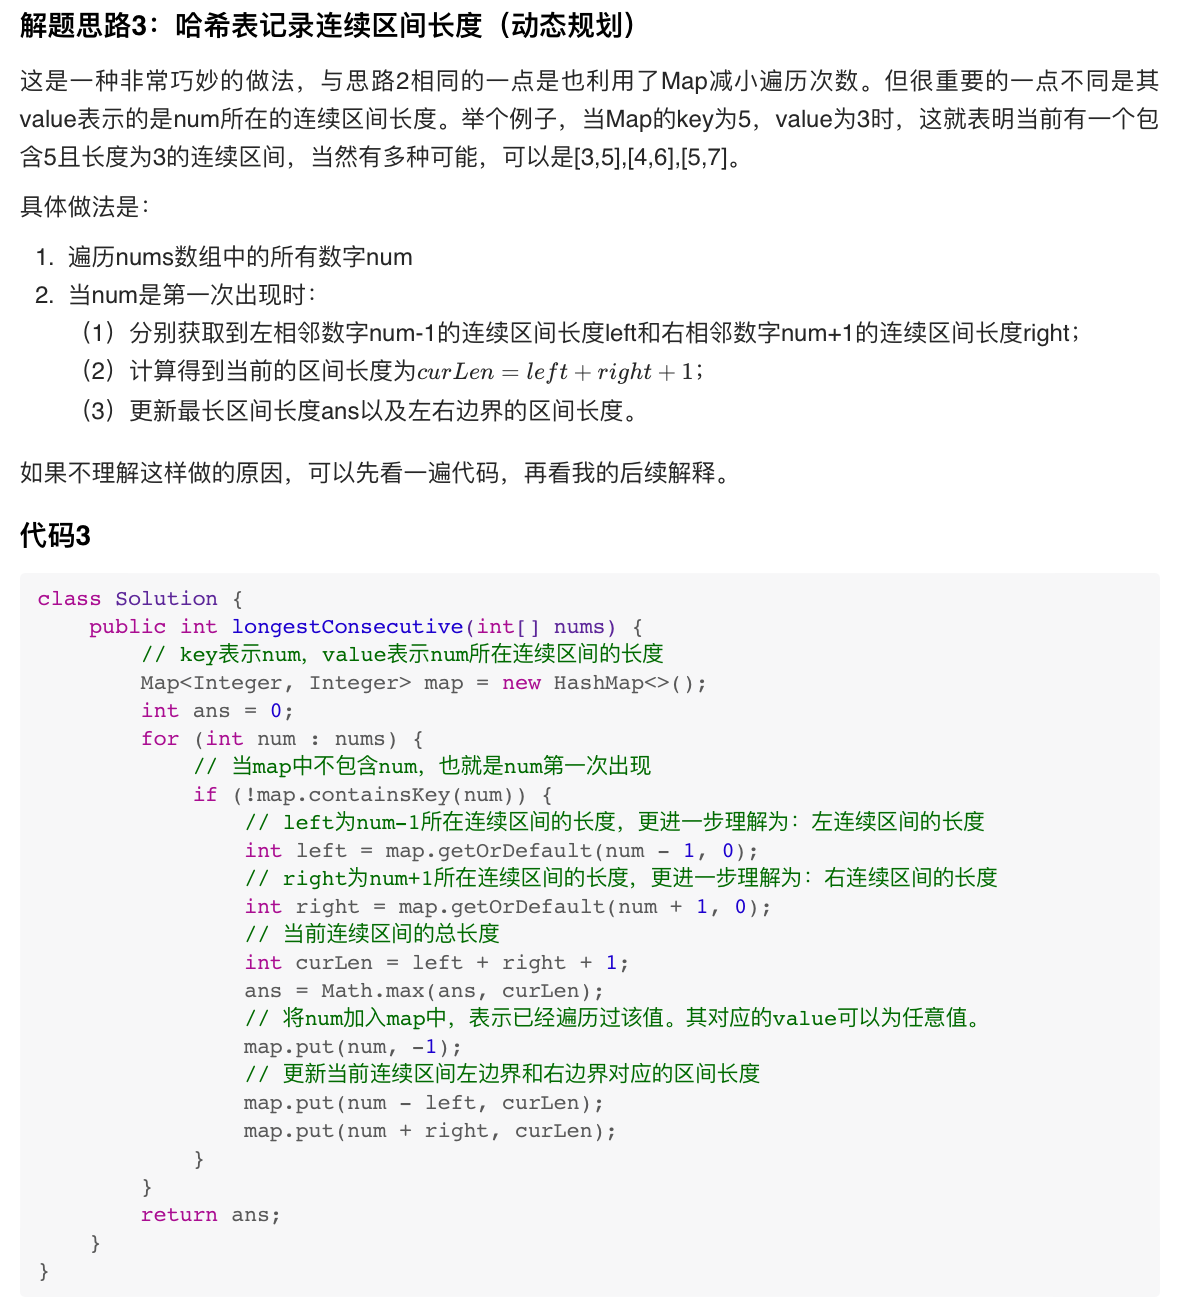 解题思路3：哈希表记录连续区间长度（动态规划）
这是一种非常巧妙的做法，与思路2相同的一点是也利用了Map减小遍历次数。但很重要的一点不同是其
value表示的是num所在的连续区间长度。举个例子，当Map的key为5，value为3时，这就表明当前有一个包
含5且长度为3的连续区间，当然有多种可能，可以是[3,5],[4,6],[5,7]。
具体做法是：
1. 遍历nums数组中的所有数字num
2. 当num是第一次出现时：
（1）分别获取到左相邻数字num-1的连续区间长度left和右相邻数字num+1的连续区间长度right；
（2）计算得到当前的区间长度为curLen = left + right + 1；
（3）更新最长区间长度ans以及左右边界的区间长度。
如果不理解这样做的原因，可以先看一遍代码，再看我的后续解释。
代码3
class Solution {
    public int longestConsecutive(int[] nums) {
        // key表示num，value表示num所在连续区间的长度
        Map<Integer, Integer> map = new HashMap<>();
        int ans = 0;
        for (int num : nums) {
            // 当map中不包含num，也就是num第一次出现
            if (!map.containsKey(num)) {
                // left为num-1所在连续区间的长度，更进一步理解为：左连续区间的长度
                int left = map.getOrDefault(num - 1, 0);
                // right为num+1所在连续区间的长度，更进一步理解为：右连续区间的长度
                int right = map.getOrDefault(num + 1, 0);
                // 当前连续区间的总长度
                int curLen = left + right + 1;
                ans = Math.max(ans, curLen);
                // 将num加入map中，表示已经遍历过该值。其对应的value可以为任意值。
                map.put(num, -1);
                // 更新当前连续区间左边界和右边界对应的区间长度
                map.put(num - left, curLen);
                map.put(num + right, curLen);
            }
        }
        return ans;
    }
}